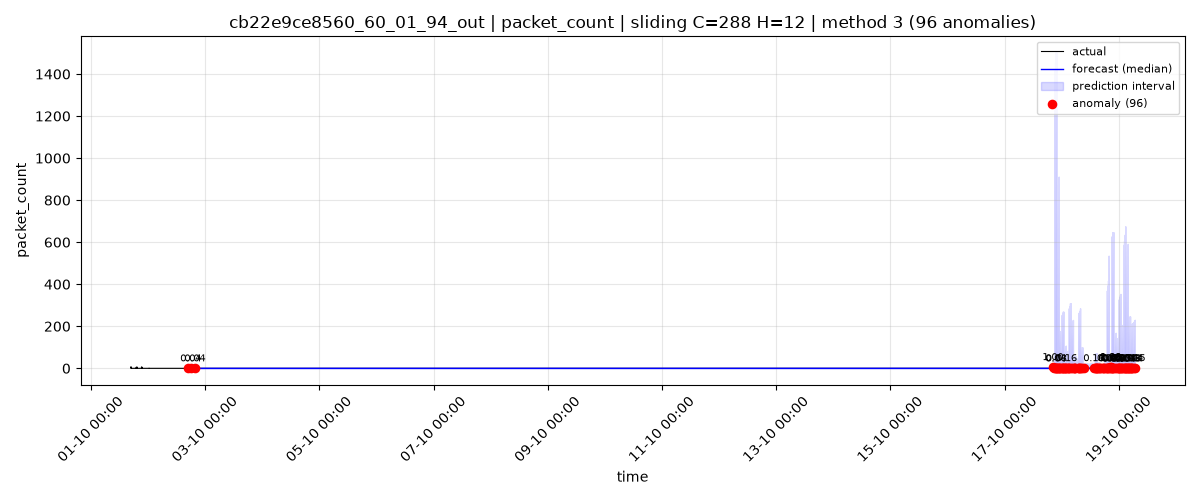 cb22e9ce8560_60_01_94_out | packet_count | sliding C=288 H=12 | method 3 (96 anomalies)
actual
forecast (median)
prediction interval
anomaly (96)
packet_count
1400
1200
1000
800
600
400
200
0
01-10 00:00
03-10 00:00
05-10 00:00
07-10 00:00
09-10 00:00
11-10 00:00
13-10 00:00
15-10 00:00
17-10 00:00
19-10 00:00
time